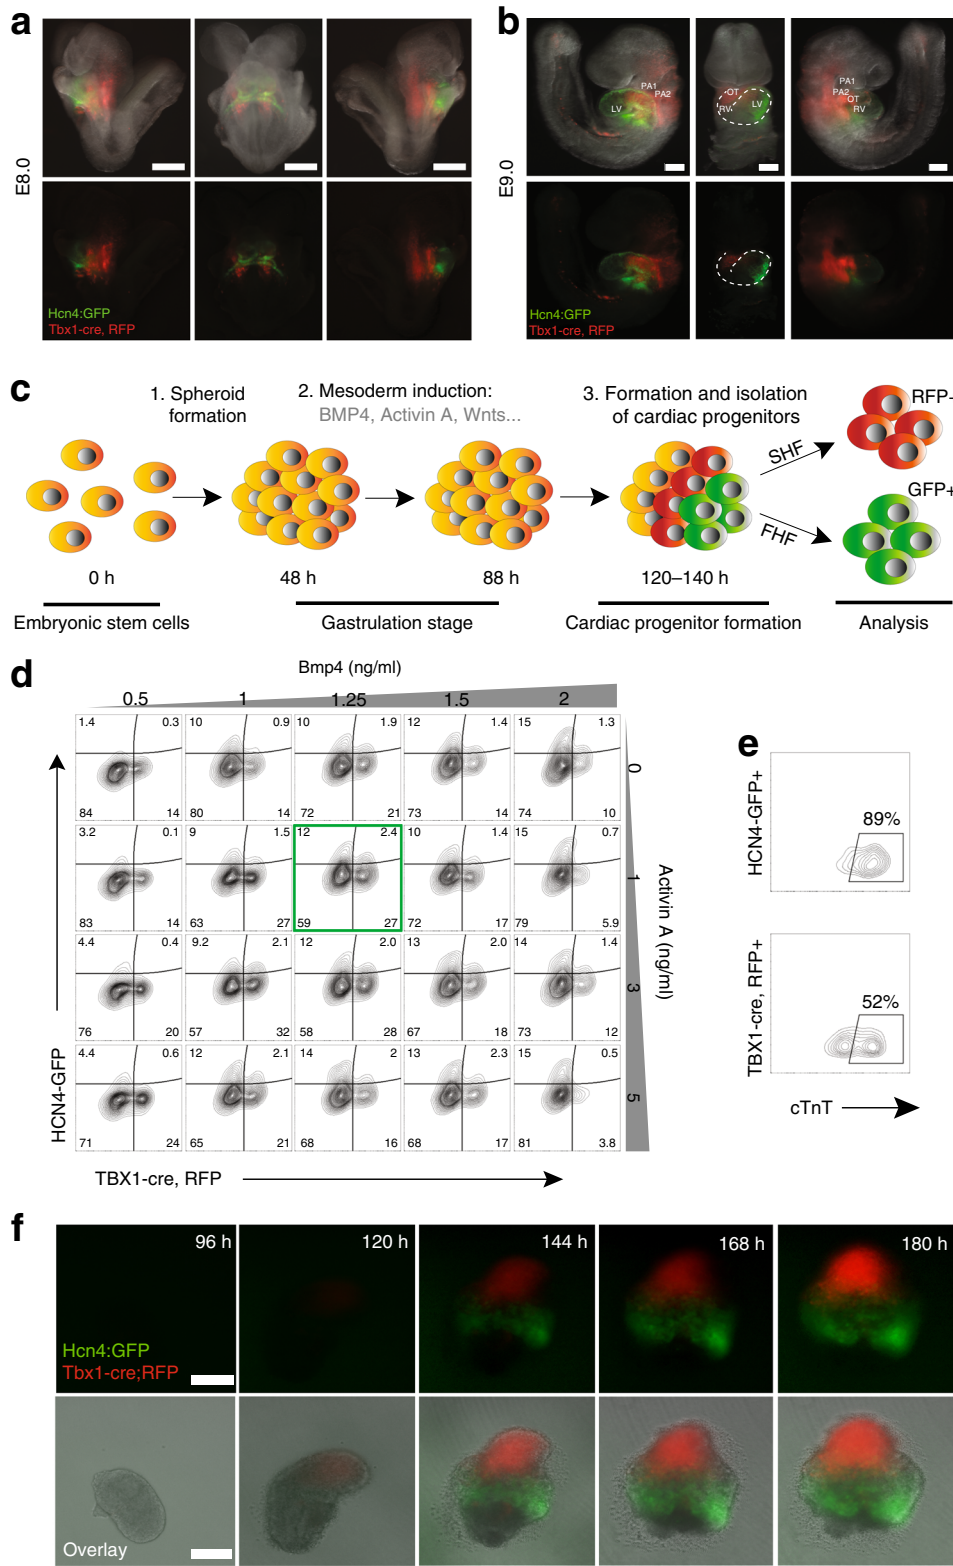 a
E8.0
Hcn4:GFP
Tbx1-cre, RFP
b
E9.0
PA1
PA2
LV
OT
RV
LV
PA1
PA2
OT
RV
Hcn4:GFP
Tbx1-cre, RFP
c
1. Spheroid
formation
2. Mesoderm induction:
BMP4, Activin A, Wnts...
3. Formation and isolation
of cardiac progenitors
RFP+
SHF
GFP+
FHF
0 h
48 h
88 h
120–140 h
Embryonic stem cells
Gastrulation stage
Cardiac progenitor formation
Analysis
d
Bmp4 (ng/ml)
0.5 1 1.25 1.5 2
1.4 0.3 10 0.9 10 1.9 12 1.4 15 1.3
84 14 80 14 72 21 73 14 74 10
0
3.2 0.1 9 1.5 12 2.4 10 1.4 15 0.7
83 14 63 27 59 27 72 17 79 5.9
1
4.4 0.4 9.2 2.1 12 2.0 13 2.0 14 1.4
76 20 57 32 58 28 67 18 73 12
3
4.4 0.6 12 2.1 14 2 13 2.3 15 0.5
71 24 65 21 68 16 68 17 81 3.8
5
Activin A (ng/ml)
HCN4-GFP
TBX1-cre, RFP
e
HCN4-GFP+
89%
TBX1-cre, RFP+
52%
cTnT
f
96 h
120 h
144 h
168 h
180 h
Hcn4:GFP
Tbx1-cre;RFP
Overlay